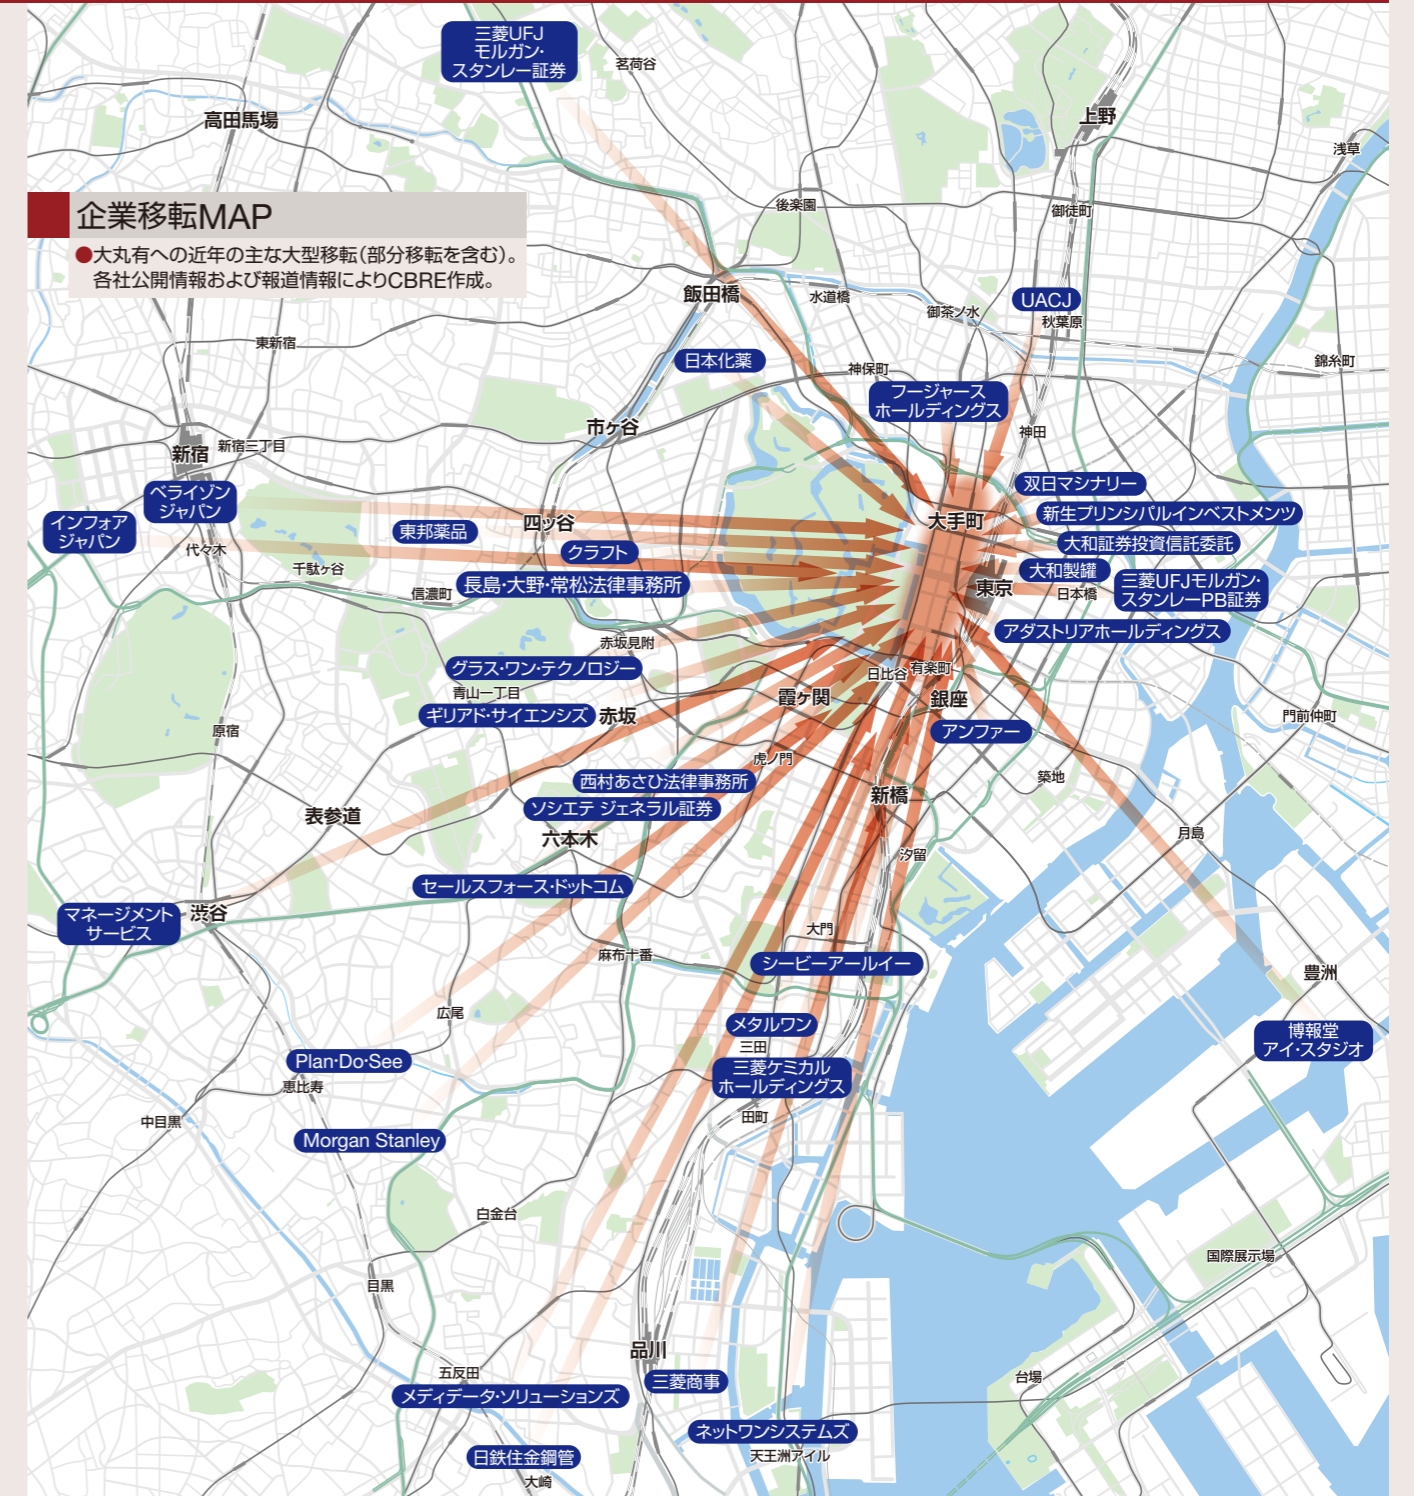 三菱UFJ
モルガン・
スタンレー証券
茗荷谷
高田馬場
上野
浅草
企業移転MAP
●大丸有への近年の主な大型移転(部分移転を含む)。
各社公開情報および報道情報によりCBRE作成。
後楽園
御徒町
飯田橋
水道橋
御茶ノ水
UACJ
秋葉原
東新宿
日本化薬
神保町
錦糸町
フージャース
ホールディングス
市ヶ谷
神田
新宿
新宿三丁目
ベライゾン
ジャパン
双日マシナリー
新生プリンシパルインベストメンツ
インフォア
ジャパン
東邦薬品
四ッ谷
大手町
代々木
クラフト
大和証券投資信託委託
千駄ヶ谷
信濃町
長島・大野・常松法律事務所
大和製罐
東京
日本橋
三菱UFJモルガン・
スタンレーPB証券
アダストリアホールディングス
赤坂見附
グラス・ワン・テクノロジー
青山一丁目
日比谷
有楽町
霞ヶ関
銀座
ギリアド・サイエンシズ
赤坂
原宿
アンファー
門前仲町
虎ノ門
築地
西村あさひ法律事務所
ソシエテ ジェネラル証券
新橋
表参道
六本木
月島
汐留
セールスフォース・ドットコム
渋谷
マネージメント
サービス
大門
麻布十番
シービーアールイー
豊洲
広尾
メタルワン
三田
博報堂
アイ・スタジオ
Plan・Do・See
三菱ケミカル
ホールディングス
恵比寿
中目黒
田町
Morgan Stanley
白金台
国際展示場
目黒
品川
五反田
三菱商事
台場
メディデータ・ソリューションズ
ネットワンシステムズ
天王洲アイル
日鉄住金鋼管
大崎